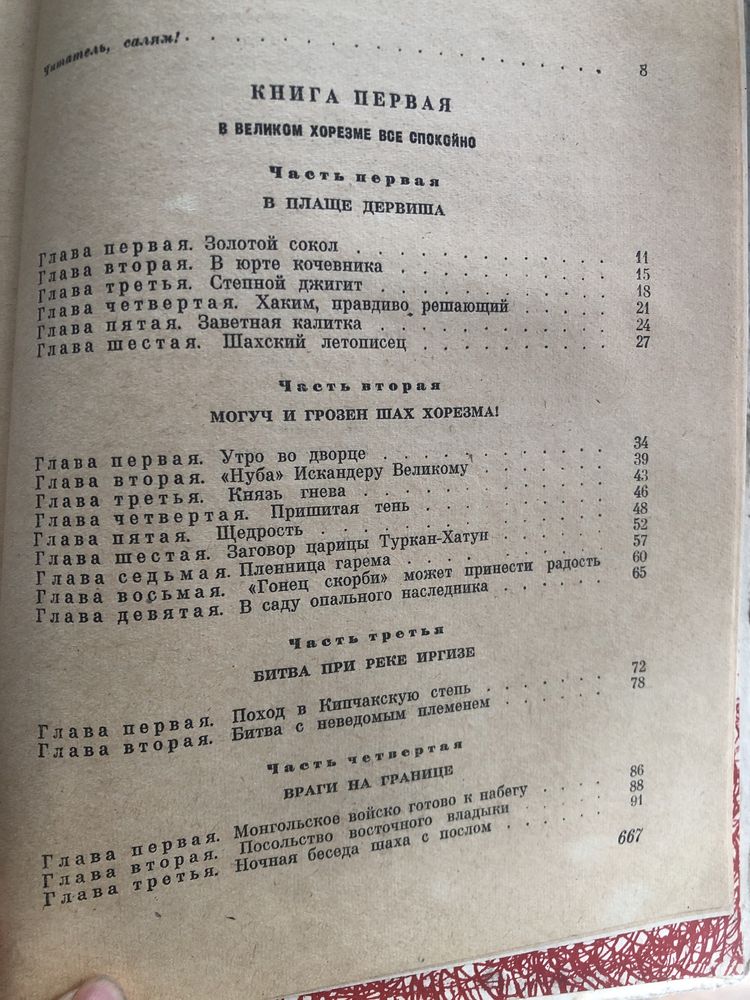 Читатель, салям! . . . . . . . . . . . . . . . . 8
КНИГА ПЕРВАЯ
В ВЕЛИКОМ ХОРЕЗМЕ ВСЕ СПОКОЙНО
Часть первая
В ПЛАЩЕ ДЕРВИША
Глава первая. Золотой сокол . . . . . . . . . . . 11
Глава вторая. В юрте кочевника . . . . . . . . . 15
Глава третья. Степной джигит . . . . . . . . . . 18
Глава четвертая. Хаким, правдиво решающий . . . . 21
Глава пятая. Заветная калитка . . . . . . . . . . 24
Глава шестая. Шахский летописец . . . . . . . . . 27
Часть вторая
МОГУЧ И ГРОЗЕН ШАХ ХОРЕЗМА!
Глава первая. Утро во дворце . . . . . . . . . . 34
Глава вторая. «Нуба» Искандеру Великому . . . . . 39
Глава третья. Князь гнева . . . . . . . . . . . . 43
Глава четвертая. Пришитая тень . . . . . . . . . 46
Глава пятая. Щедрость . . . . . . . . . . . . . . 48
Глава шестая. Заговор царицы Туркан-Хатун . . . . 52
Глава седьмая. Пленница гарема . . . . . . . . . 57
Глава восьмая. «Гонец скорби» может принести радость 60
Глава девятая. В саду опального наследника . . . . 65
Часть третья
БИТВА ПРИ РЕКЕ ИРГИЗЕ
Глава первая. Поход в Кипчакскую степь . . . . . . 72
Глава вторая. Битва с неведомым племенем . . . . . 78
Часть четвертая
ВРАГИ НА ГРАНИЦЕ
Глава первая. Монгольское войско готово к набегу . . . . 86
Глава вторая. Посольство восточного владыки . . . . 88
Глава третья. Ночная беседа шаха с послом . . . . . 91
667